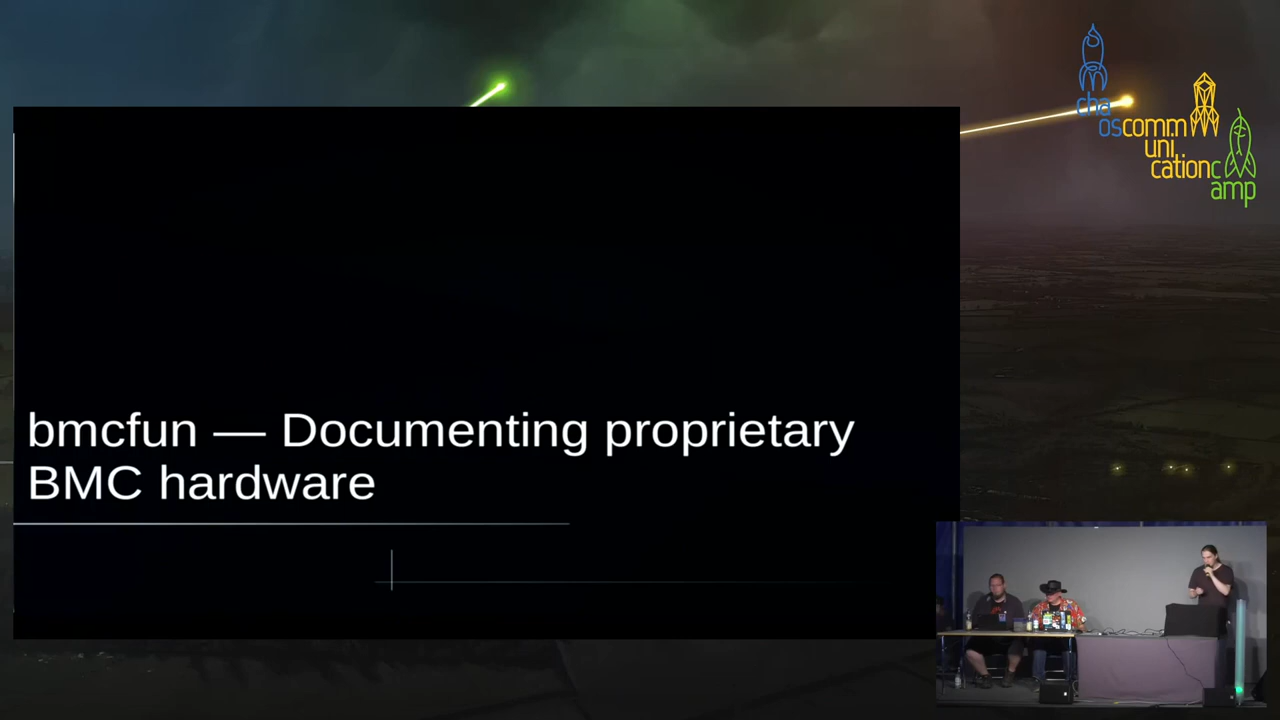 chaoscommunicationcamp
bmcfun — Documenting proprietary
BMC hardware